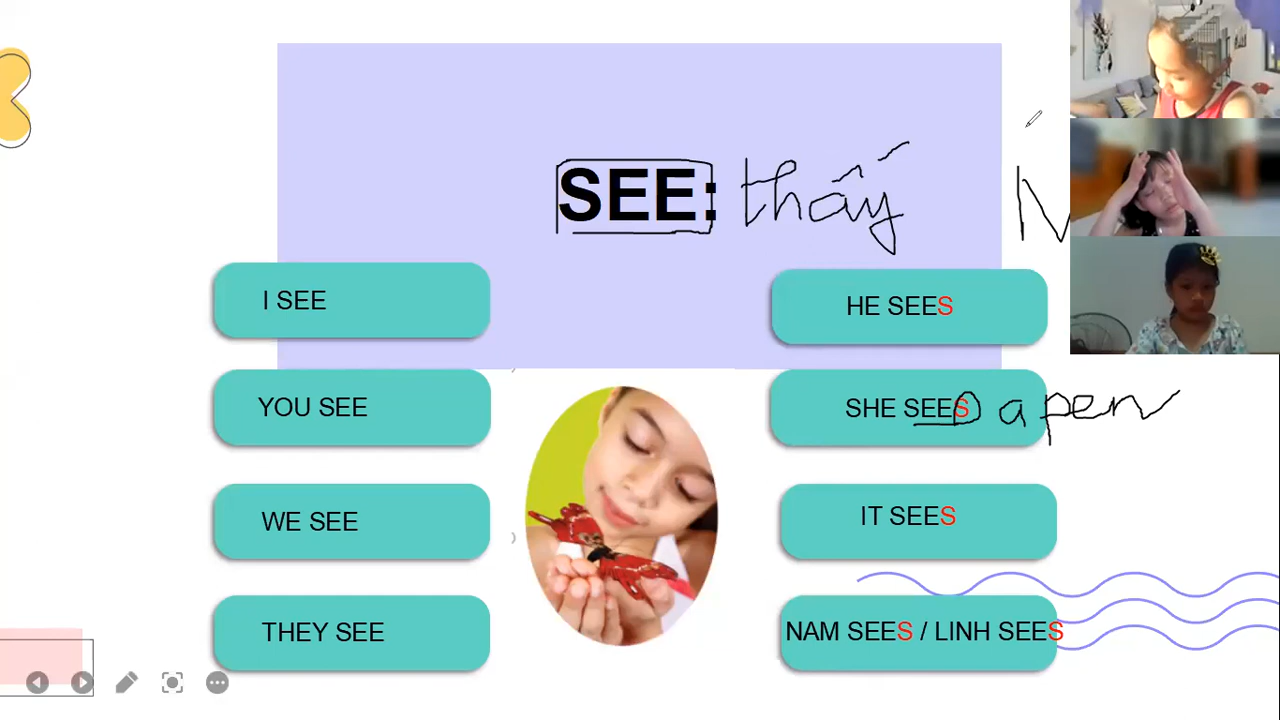 SEE: thấy
I SEE
HE SEES
YOU SEE
SHE SEES a pen
WE SEE
IT SEES
THEY SEE
NAM SEES / LINH SEES